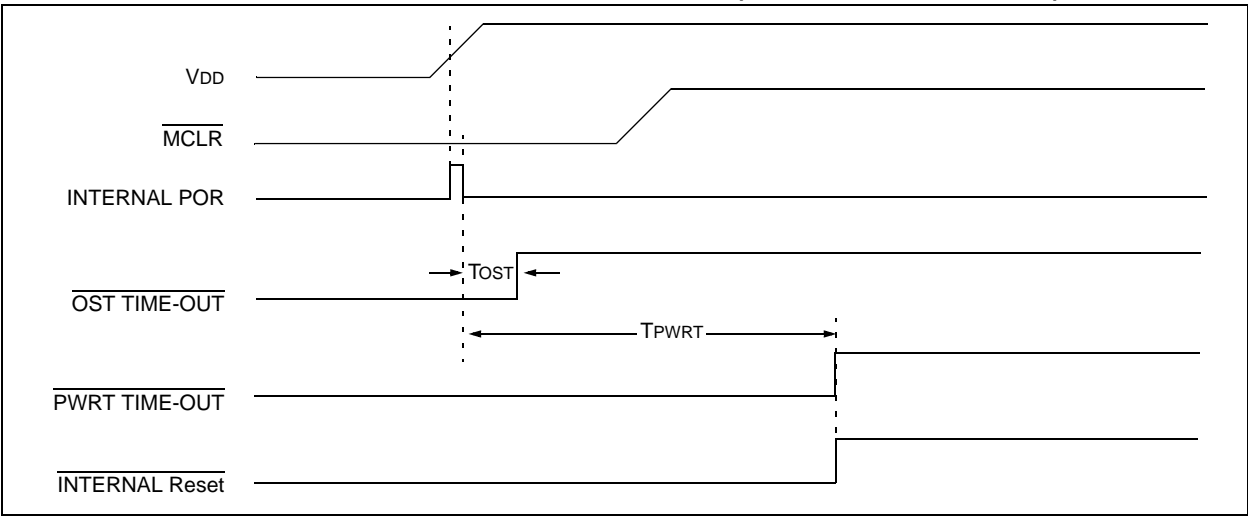 VDD
MCLR
INTERNAL POR
TOST
OST TIME-OUT
TPWRT
PWRT TIME-OUT
INTERNAL Reset